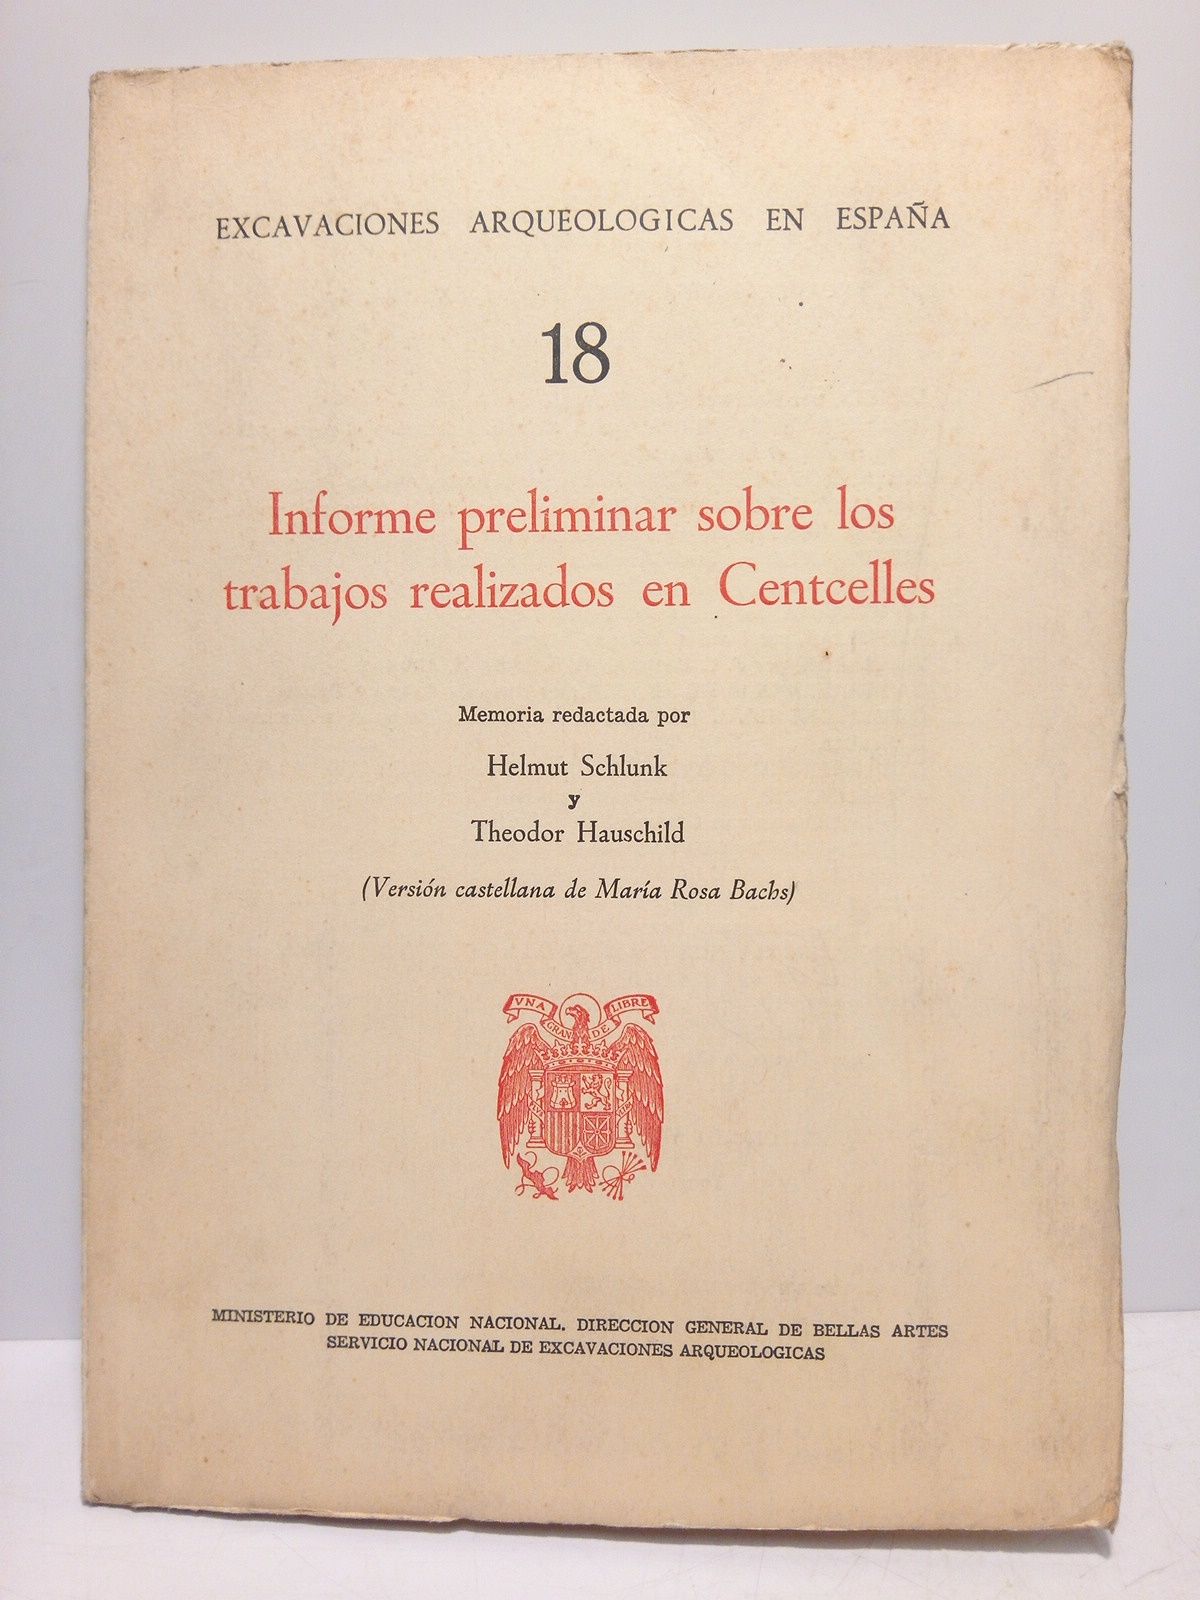 EXCAVACIONES ARQUEOLOGICAS EN ESPAÑA
18
Informe preliminar sobre los
trabajos realizados en Centcelles
Memoria redactada por
Helmut Schlunk
y
Theodor Hauschild
(Versión castellana de María Rosa Bachs)
VNA GRANDE LIBRE
MINISTERIO DE EDUCACION NACIONAL. DIRECCION GENERAL DE BELLAS ARTES
SERVICIO NACIONAL DE EXCAVACIONES ARQUEOLOGICAS